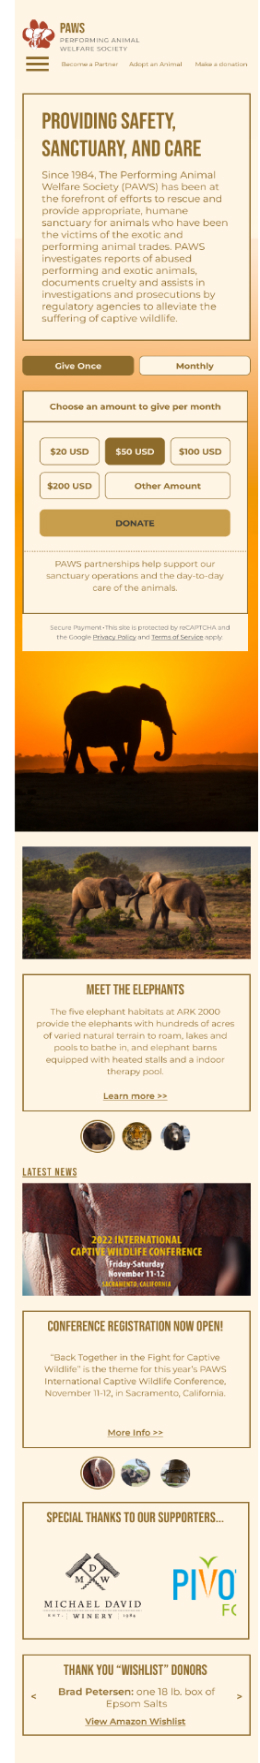 PAWS
PERFORMING ANIMAL
WELFARE SOCIETY
Become a Partner Adopt an Animal Make a donation
PROVIDING SAFETY,
SANCTUARY, AND CARE
Since 1984, The Performing Animal
Welfare Society (PAWS) has been at
the forefront of efforts to rescue and
provide appropriate, humane
sanctuary for animals who have been
the victims of the exotic and
performing animal trades. PAWS
investigates reports of abused
performing and exotic animals,
documents cruelty and assists in
investigations and prosecutions by
regulatory agencies to alleviate the
suffering of captive wildlife.
Give Once Monthly
Choose an amount to give per month
$20 USD $50 USD $100 USD
$200 USD Other Amount
DONATE
PAWS partnerships help support our
sanctuary operations and the day-to-day
care of the animals.
Secure Payment • This site is protected by reCAPTCHA and
the Google Privacy Policy and Terms of Service apply
MEET THE ELEPHANTS
The five elephant habitats at ARK 2000
provide the elephants with hundreds of acres
of varied natural terrain to roam, lakes and
pools to bathe in, and elephant barns
equipped with heated stalls and a indoor
therapy pool.
Learn more >>
LATEST NEWS
2022 INTERNATIONAL
CAPTIVE WILDLIFE CONFERENCE
Friday-Saturday
November 11-12
SACRAMENTO, CALIFORNIA
CONFERENCE REGISTRATION NOW OPEN!
"Back Together in the Fight for Captive
Wildlife" is the theme for this year's PAWS
International Captive Wildlife Conference,
November 11-12, in Sacramento, California.
More Info >>
SPECIAL THANKS TO OUR SUPPORTERS...
D
M W
MICHAEL DAVID
EST. WINERY 1984
PIVO
FC
THANK YOU "WISHLIST" DONORS
< Brad Petersen: one 18 lb. box of >
Epsom Salts
View Amazon Wishlist